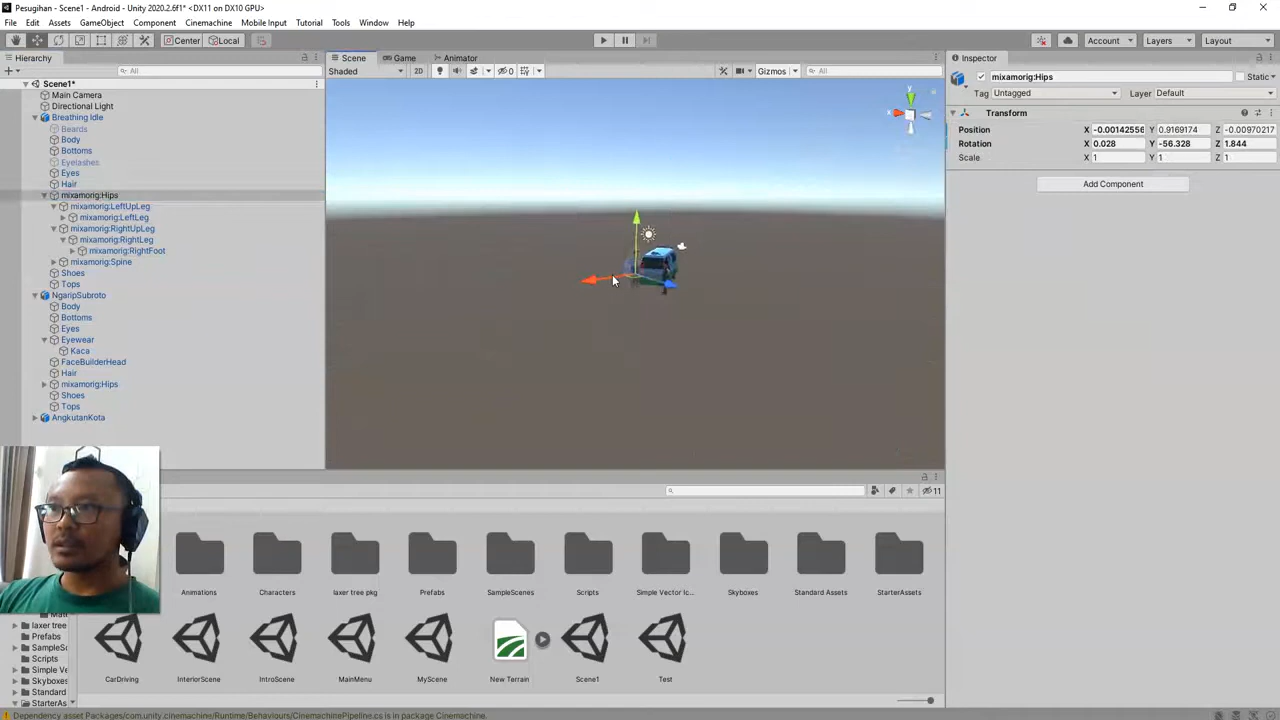 Pesugihan - Scene1 - Android - Unity 2020.2.6f1* <DX11 on DX10 GPU>
File Edit Assets GameObject Component Cinemachine Mobile Input Tutorial Tools Window Help
Center Local Account Layers Layout
Hierarchy
All
Scene1*
Main Camera
Directional Light
Breathing Idle
Beards
Body
Bottoms
Eyelashes
Eyes
Hair
mixamorig:Hips
mixamorig:LeftUpLeg
mixamorig:LeftLeg
mixamorig:RightUpLeg
mixamorig:RightLeg
mixamorig:RightFoot
mixamorig:Spine
Shoes
Tops
NgaripSubroto
Body
Bottoms
Eyes
Eyewear
Kaca
FaceBuilderHead
Hair
mixamorig:Hips
Shoes
Tops
AngkutanKota
Scene Game Animator
Shaded 2D 0 Gizmos All
Inspector
mixamorig:Hips Static
Tag Untagged Layer Default
Transform
Position X -0.00142556 Y 0.9169174 Z -0.00970217
Rotation X 0.028 Y -56.328 Z 1.844
Scale X 1 Y 1 Z 1
Add Component
11
Animations Characters laxer tree pkg Prefabs SampleScenes Scripts Simple Vector Ic... Skyboxes Standard Assets StarterAssets
CarDriving InteriorScene IntroScene MainMenu MyScene New Terrain Scene1 Test
laxer tree
Prefabs
SampleSc
Scripts
Simple Ve
Skyboxes
Standard
StarterAs
Dependency asset Packages/com.unity.cinemachine/Runtime/Behaviours/CinemachinePipeline.cs is in package Cinemachine.